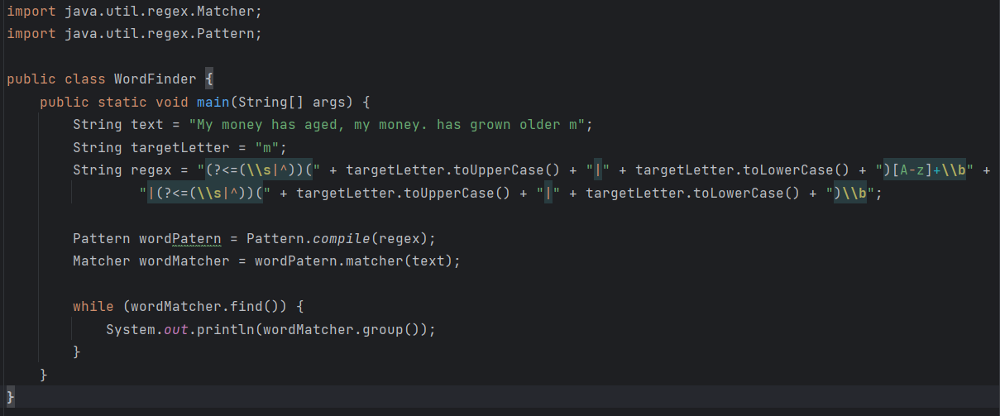 import java.util.regex.Matcher;
import java.util.regex.Pattern;
public class WordFinder {
public static void main(String[] args) {
String text = "My money has aged, my money. has grown older m";
String targetLetter = "m";
String regex = "(?<=(\\s|^))(" + targetLetter.toUpperCase() + "|" + targetLetter.toLowerCase() + ")[A-z]+\\b" +
"|(?<=(\\s|^))(" + targetLetter.toUpperCase() + "|" + targetLetter.toLowerCase() + ")\\b";
Pattern wordPatern = Pattern.compile(regex);
Matcher wordMatcher = wordPatern.matcher(text);
while (wordMatcher.find()) {
System.out.println(wordMatcher.group());
}
}
}